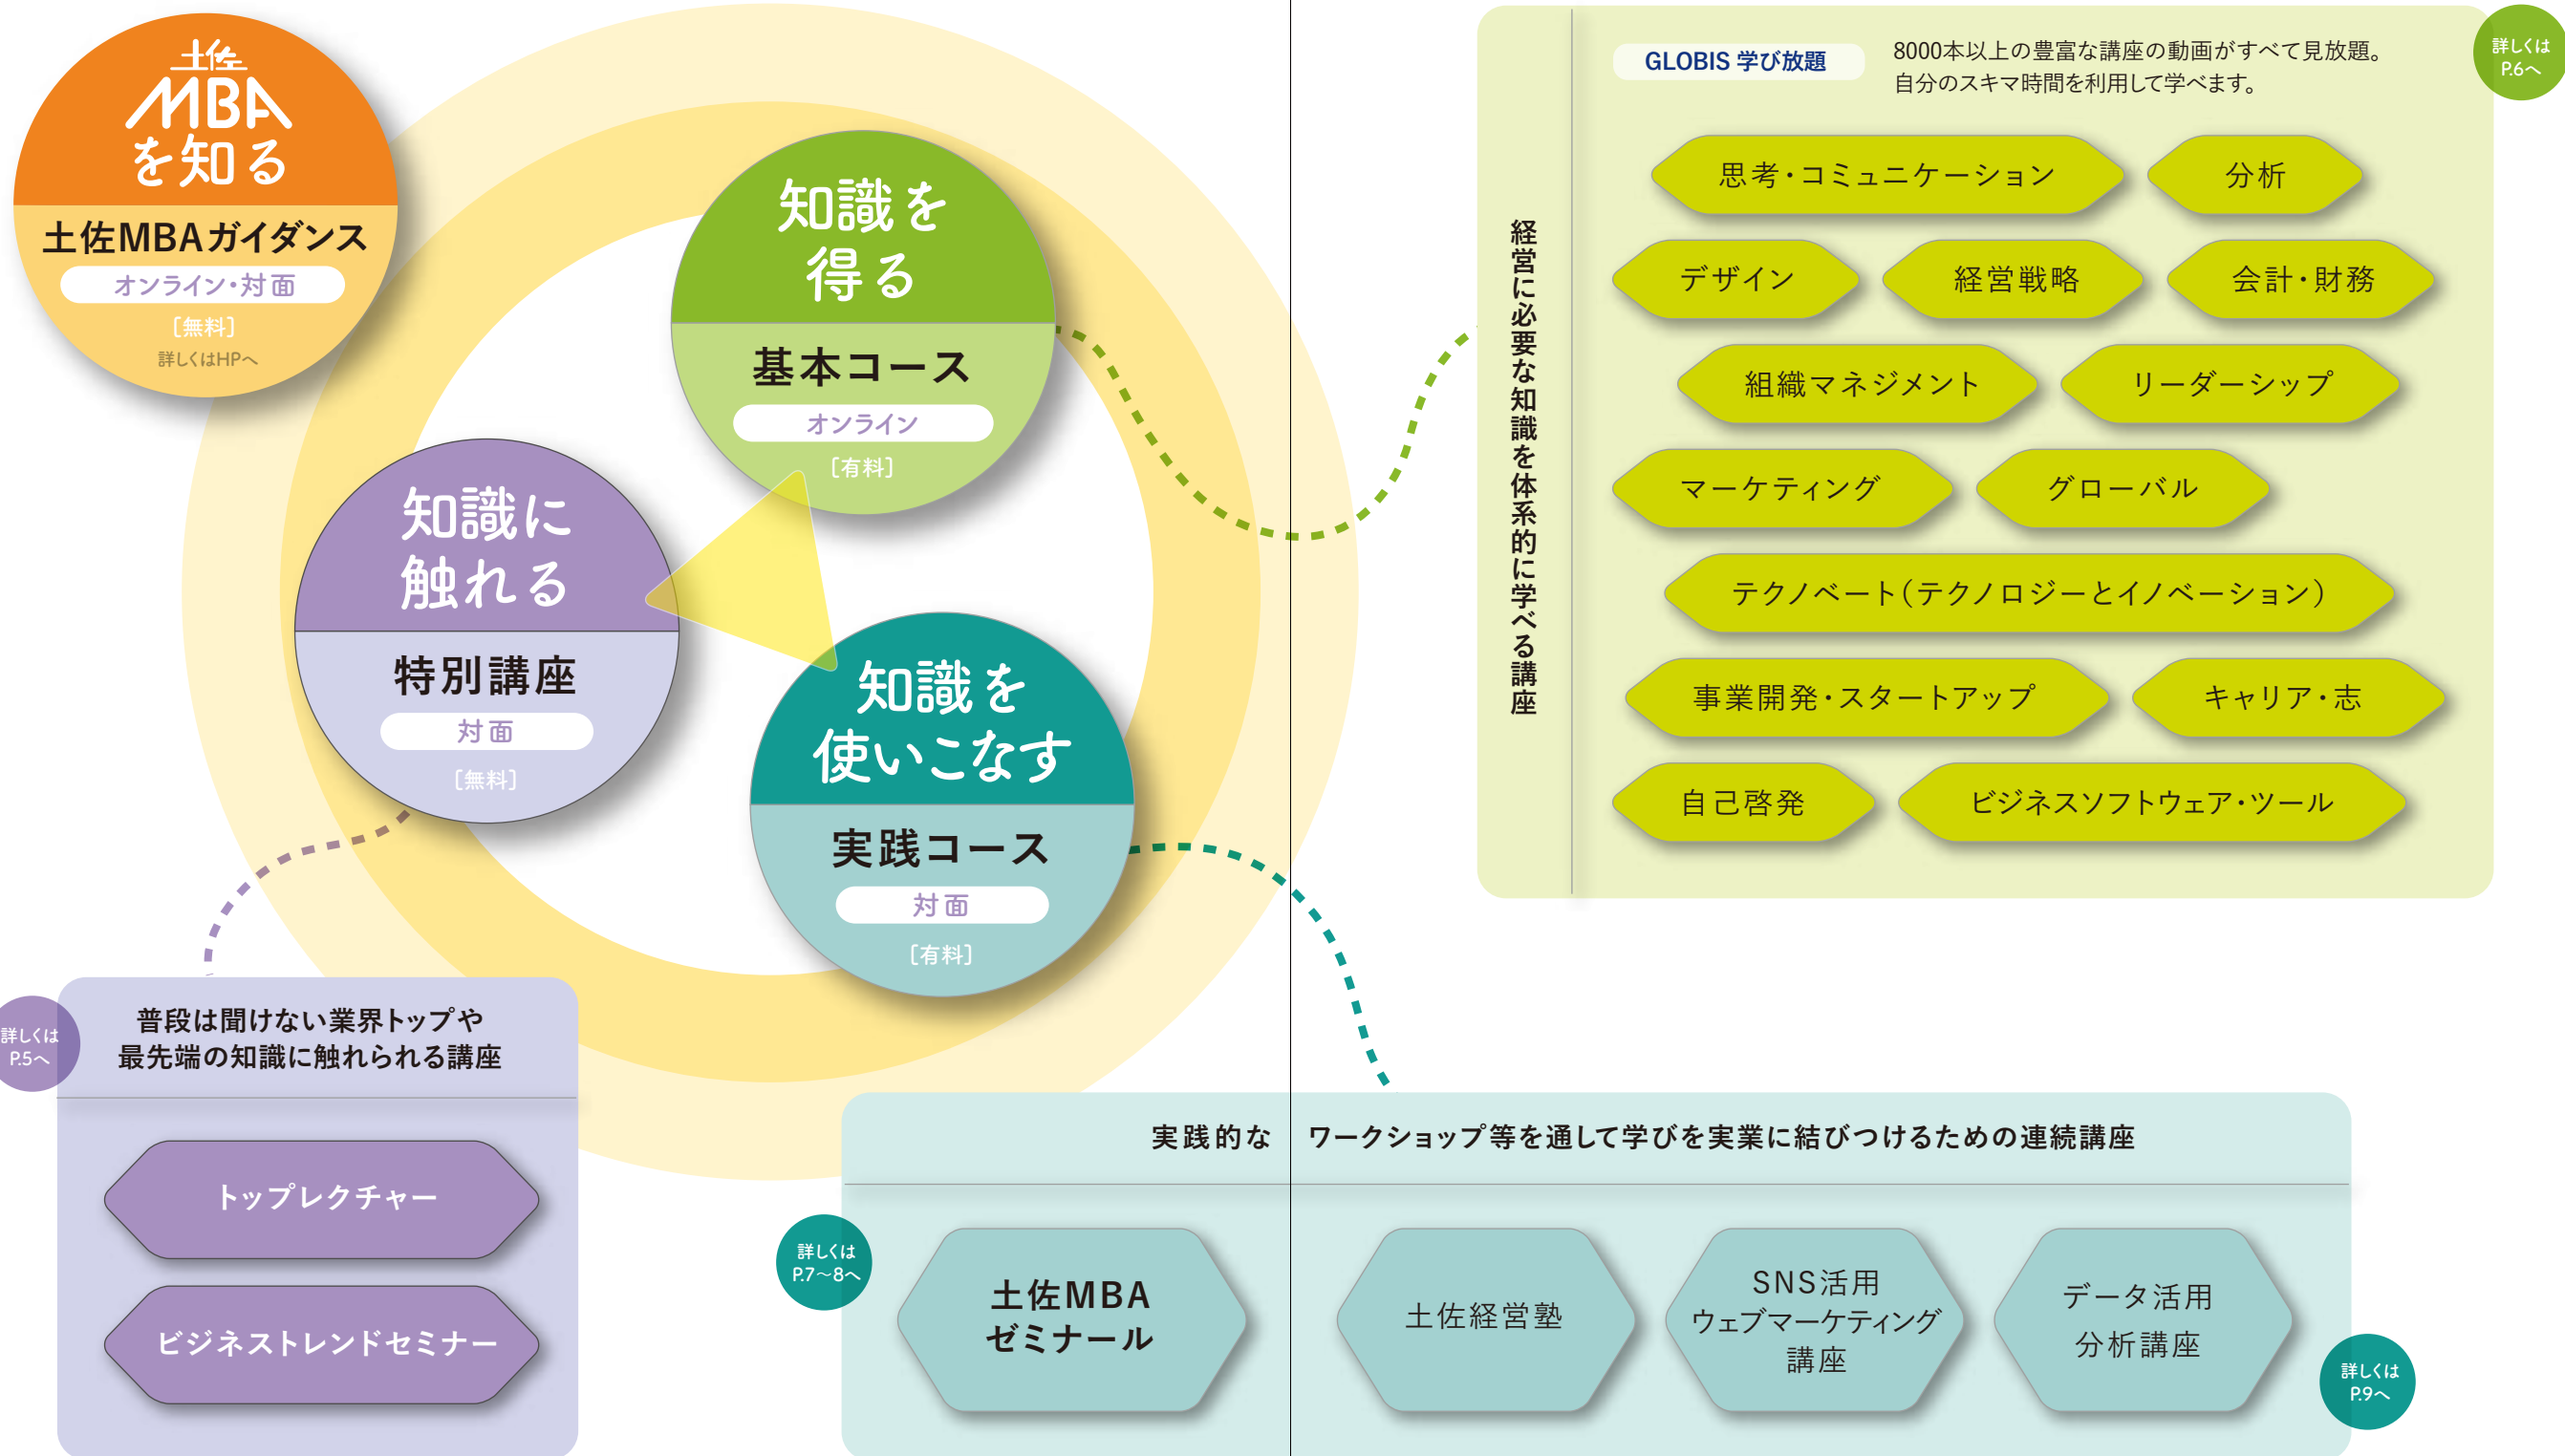 土佐
MBA
を知る
土佐MBAガイダンス
オンライン・対面
［無料］
詳しくはHPへ
知識を
得る
基本コース
オンライン
［有料］
知識に
触れる
特別講座
対面
［無料］
知識を
使いこなす
実践コース
対面
［有料］
詳しくは
P.5へ
普段は聞けない業界トップや
最先端の知識に触れられる講座
トップレクチャー
ビジネストレンドセミナー
GLOBIS 学び放題
8000本以上の豊富な講座の動画がすべて見放題。
自分のスキマ時間を利用して学べます。
詳しくは
P.6へ
経営に必要な知識を体系的に学べる講座
思考・コミュニケーション
分析
デザイン
経営戦略
会計・財務
組織マネジメント
リーダーシップ
マーケティング
グローバル
テクノベート（テクノロジーとイノベーション）
事業開発・スタートアップ
キャリア・志
自己啓発
ビジネスソフトウェア・ツール
実践的な ワークショップ等を通して学びを実業に結びつけるための連続講座
詳しくは
P.7〜8へ
土佐MBA
ゼミナール
土佐経営塾
SNS活用
ウェブマーケティング
講座
データ活用
分析講座
詳しくは
P.9へ